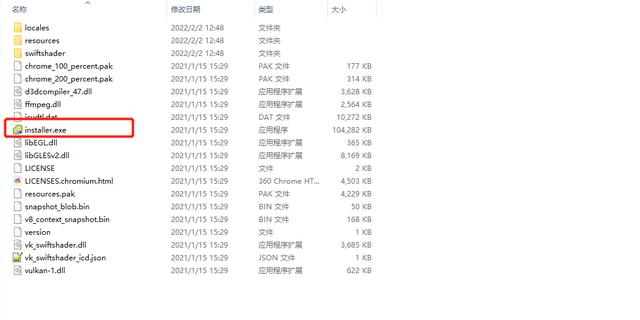 名称 修改日期 类型 大小
locales 2022/2/2 12:48 文件夹
resources 2022/2/2 12:48 文件夹
swiftshader 2022/2/2 12:48 文件夹
chrome_100_percent.pak 2021/1/15 15:29 PAK 文件 177 KB
chrome_200_percent.pak 2021/1/15 15:29 PAK 文件 314 KB
d3dcompiler_47.dll 2021/1/15 15:29 应用程序扩展 3,628 KB
ffmpeg.dll 2021/1/15 15:29 应用程序扩展 2,564 KB
icudtl.dat 2021/1/15 15:29 DAT 文件 10,272 KB
installer.exe 2021/1/15 15:29 应用程序 104,282 KB
libEGL.dll 2021/1/15 15:29 应用程序扩展 365 KB
libGLESv2.dll 2021/1/15 15:29 应用程序扩展 8,169 KB
LICENSE 2021/1/15 15:29 文件 2 KB
LICENSES.chromium.html 2021/1/15 15:29 360 Chrome HT... 4,503 KB
resources.pak 2021/1/15 15:29 PAK 文件 4,229 KB
snapshot_blob.bin 2021/1/15 15:29 BIN 文件 50 KB
v8_context_snapshot.bin 2021/1/15 15:29 BIN 文件 168 KB
version 2021/1/15 15:29 文件 1 KB
vk_swiftshader.dll 2021/1/15 15:29 应用程序扩展 3,685 KB
vk_swiftshader_icd.json 2021/1/15 15:29 JSON 文件 1 KB
vulkan-1.dll 2021/1/15 15:29 应用程序扩展 622 KB